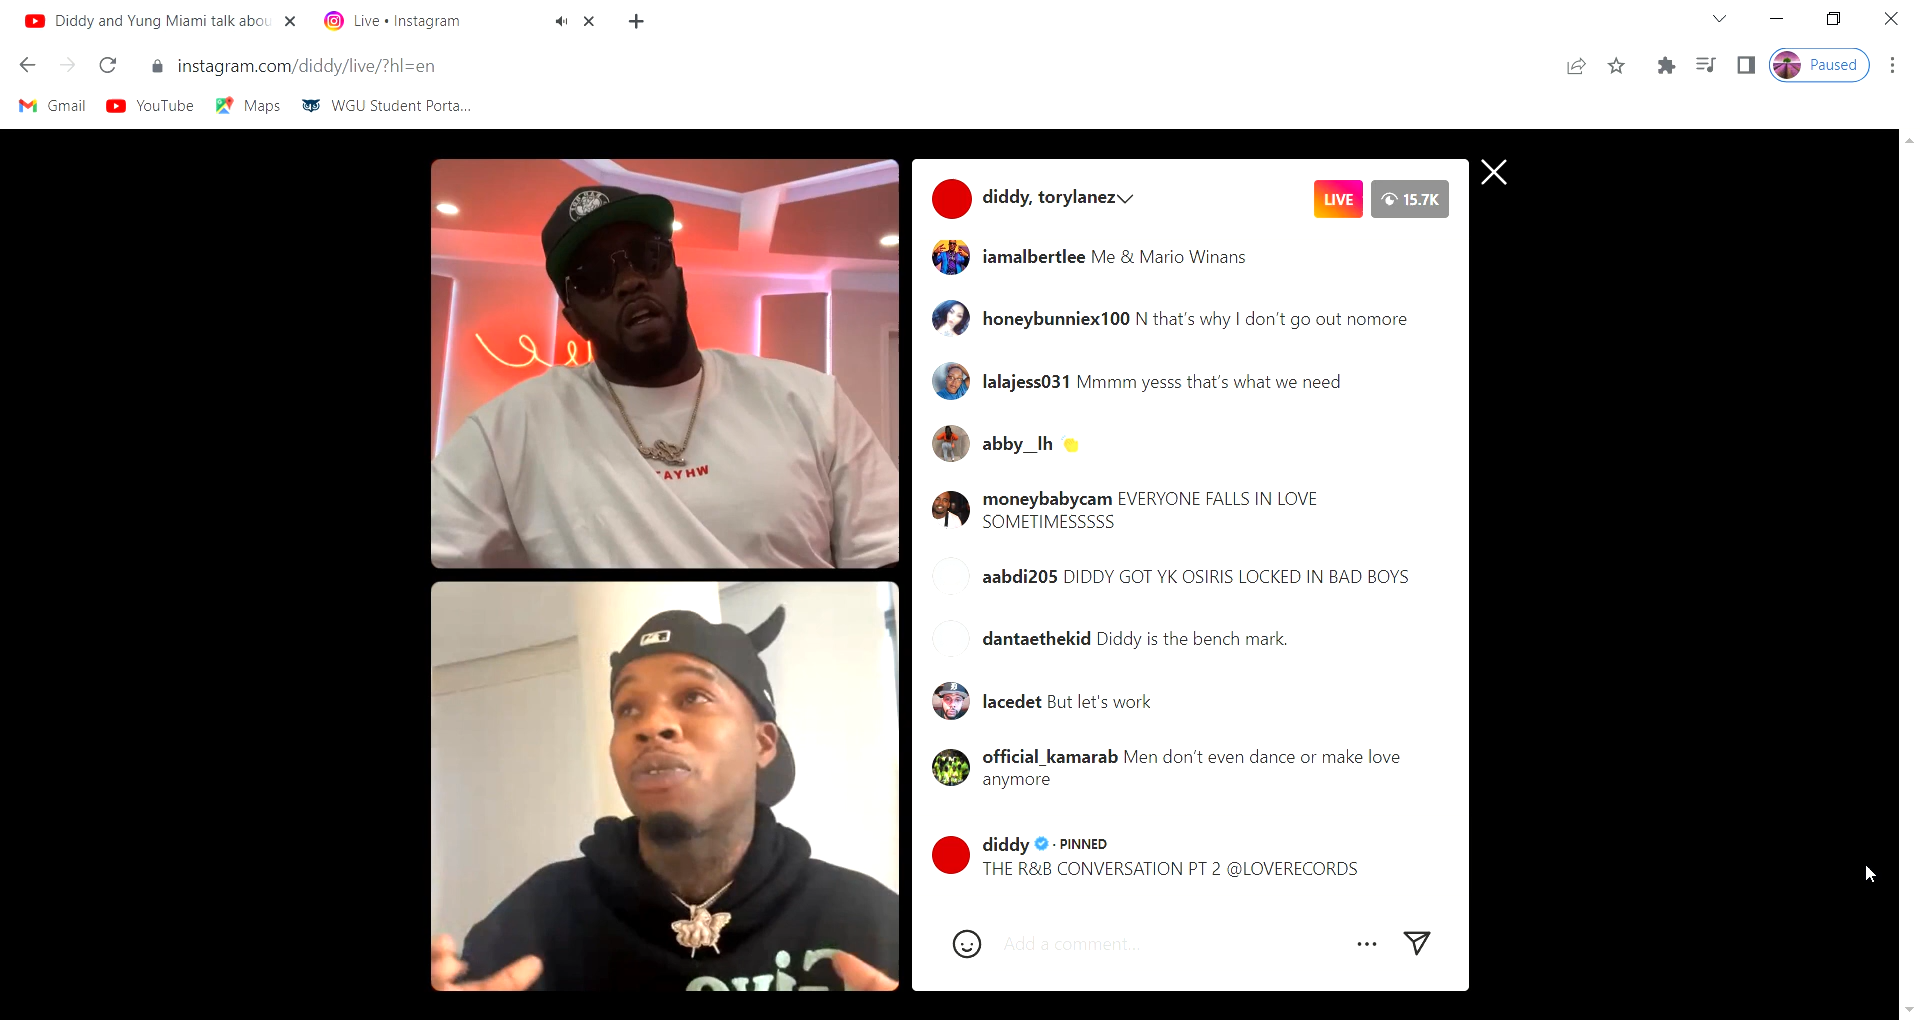 Diddy and Yung Miami talk abou
Live • Instagram
instagram.com/diddy/live/?hl=en
Paused
Gmail
YouTube
Maps
WGU Student Porta...
diddy, torylanez
LIVE
15.7K
iamalbertlee Me & Mario Winans
honeybunniex100 N that's why I don't go out nomore
lalajess031 Mmmm yesss that's what we need
abby__lh
moneybabycam EVERYONE FALLS IN LOVE
SOMETIMESSSSS
aabdi205 DIDDY GOT YK OSIRIS LOCKED IN BAD BOYS
dantaethekid Diddy is the bench mark.
lacedet But let's work
official_kamarab Men don't even dance or make love
anymore
diddy · PINNED
THE R&B CONVERSATION PT 2 @LOVERECORDS
Add a comment...